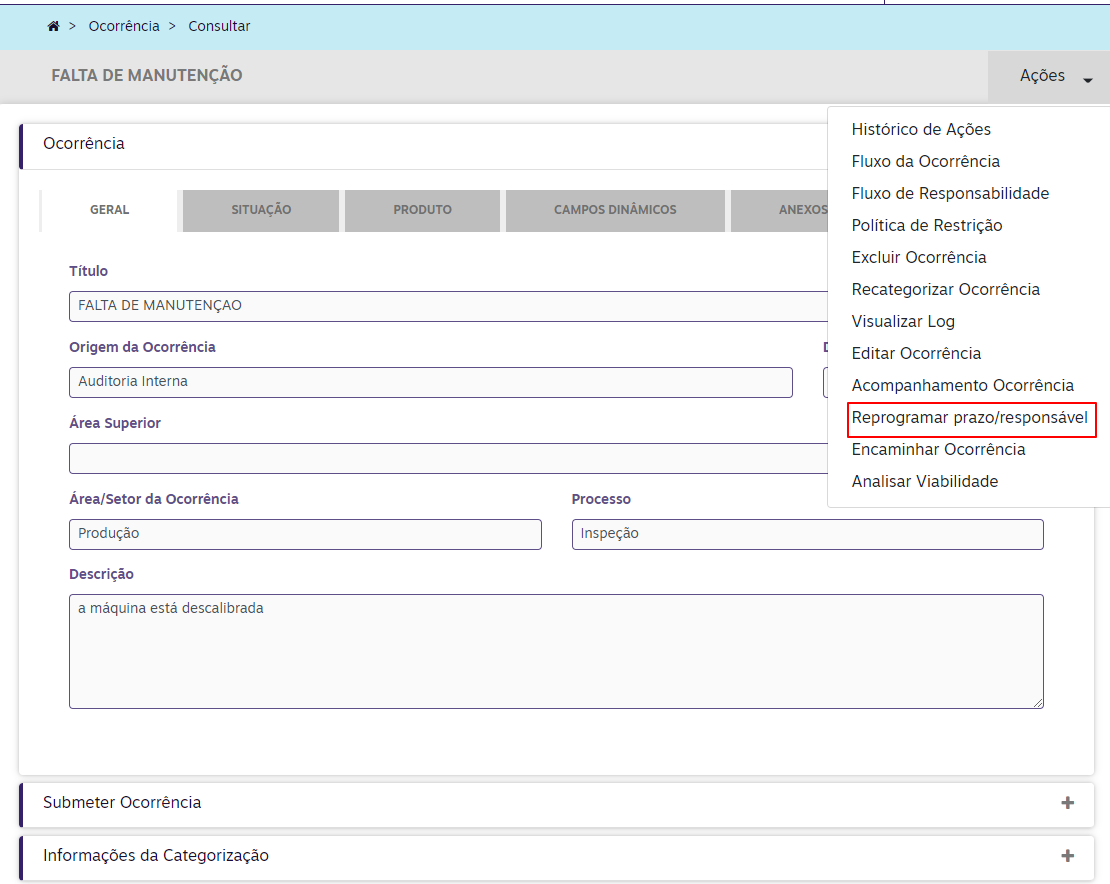 > Ocorrência > Consultar
FALTA DE MANUTENÇÃO
Ações
Histórico de Ações
Fluxo da Ocorrência
Fluxo de Responsabilidade
Política de Restrição
Excluir Ocorrência
Recategorizar Ocorrência
Visualizar Log
Editar Ocorrência
Acompanhamento Ocorrência
Reprogramar prazo/responsável
Encaminhar Ocorrência
Analisar Viabilidade
Ocorrência
GERAL SITUAÇÃO PRODUTO CAMPOS DINÂMICOS ANEXOS
Título
FALTA DE MANUTENÇAO
Origem da Ocorrência
Auditoria Interna
Área Superior
Área/Setor da Ocorrência Processo
Produção Inspeção
Descrição
a máquina está descalibrada
Submeter Ocorrência +
Informações da Categorização +